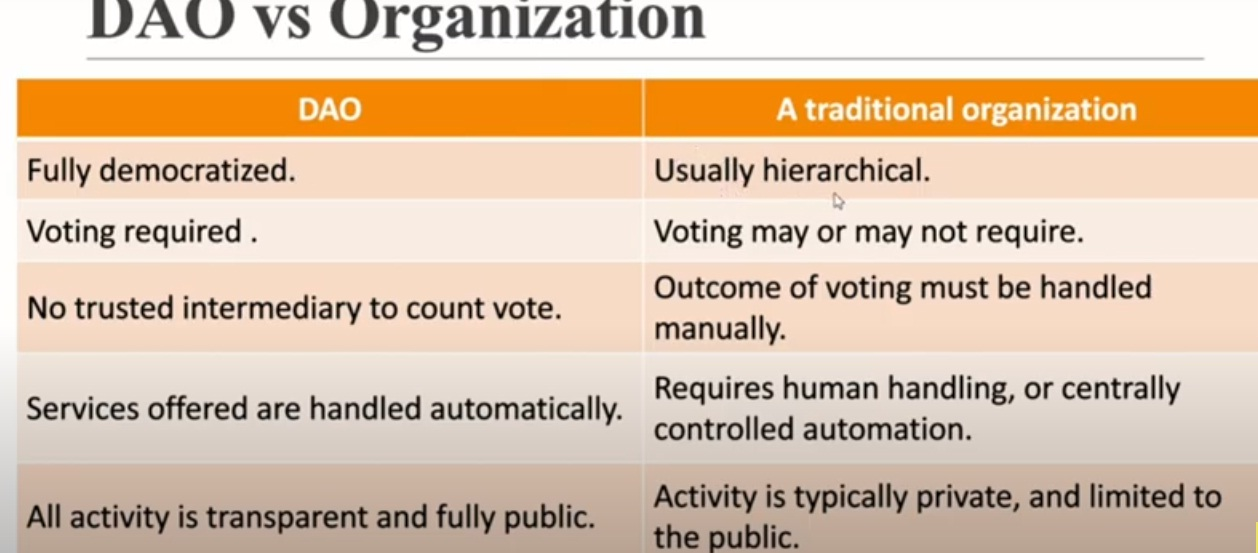 DAO vs Organization
DAO
A traditional organization
Fully democratized.
Usually hierarchical.
Voting required .
Voting may or may not require.
No trusted intermediary to count vote.
Outcome of voting must be handled
manually.
Services offered are handled automatically.
Requires human handling, or centrally
controlled automation.
All activity is transparent and fully public.
Activity is typically private, and limited to
the public.